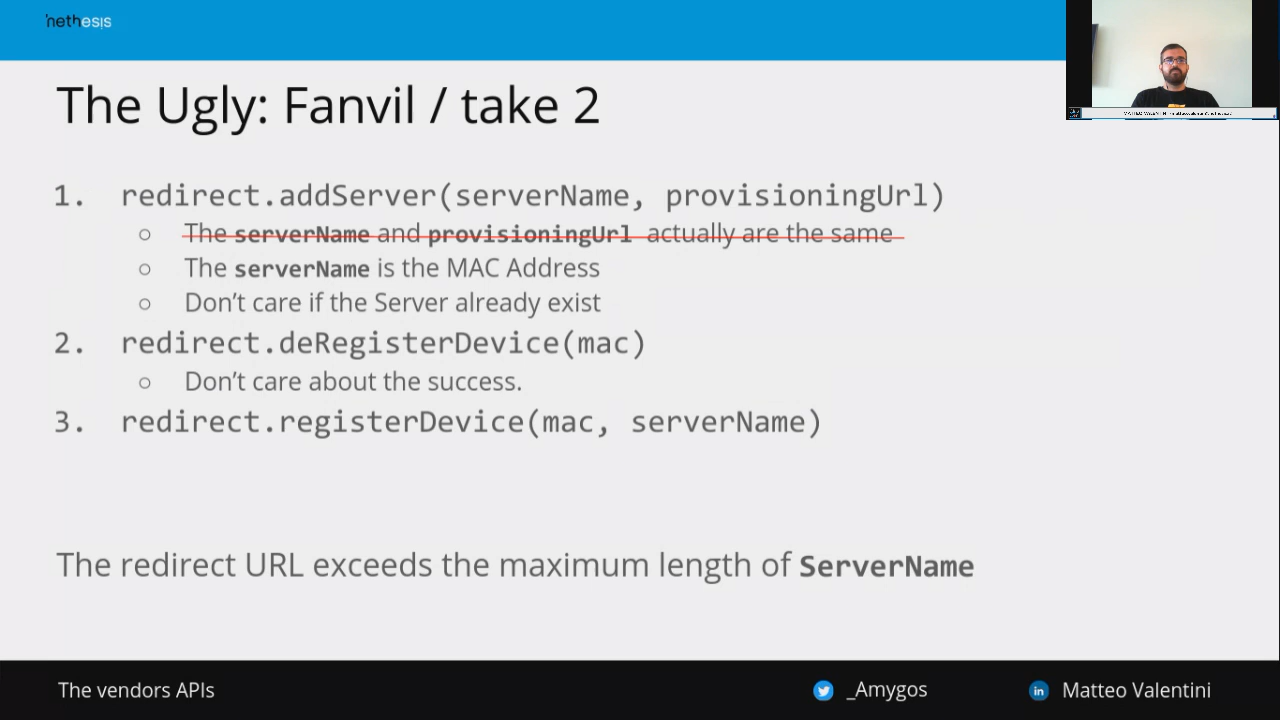 nethesis
The Ugly: Fanvil / take 2
1. redirect.addServer(serverName, provisioningUrl)
○ The serverName and provisioningUrl actually are the same
○ The serverName is the MAC Address
○ Don't care if the Server already exist
2. redirect.deRegisterDevice(mac)
○ Don't care about the success.
3. redirect.registerDevice(mac, serverName)
The redirect URL exceeds the maximum length of ServerName
The vendors APIs
_Amygos
in
Matteo Valentini